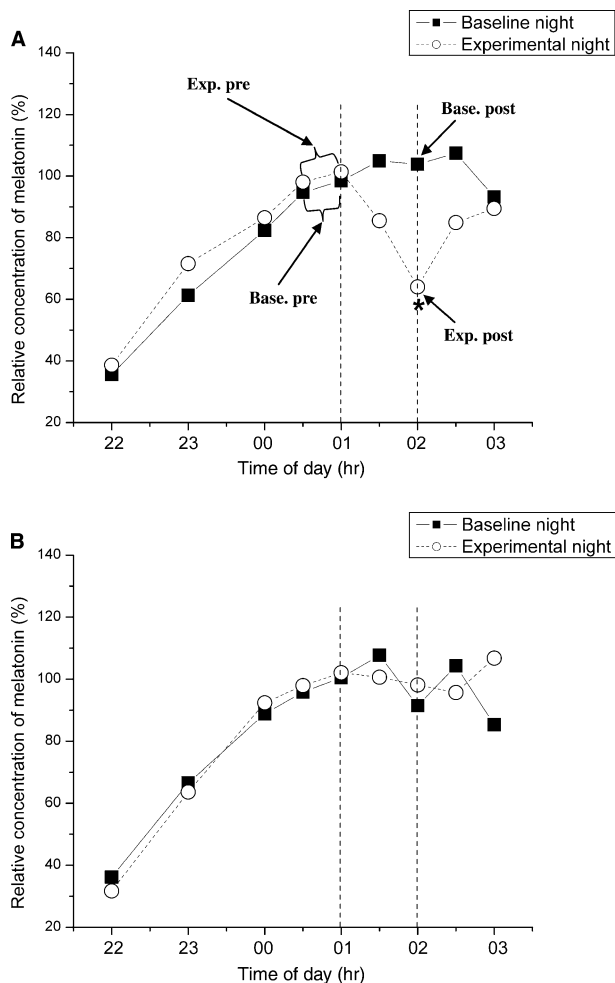 Baseline night
Experimental night
A
140
120
100
80
60
40
20
Relative concentration of melatonin (%)
Exp. pre
Base. post
Base. pre
*
Exp. post
22 23 00 01 02 03
Time of day (hr)
Baseline night
Experimental night
B
140
120
100
80
60
40
20
Relative concentration of melatonin (%)
22 23 00 01 02 03
Time of day (hr)